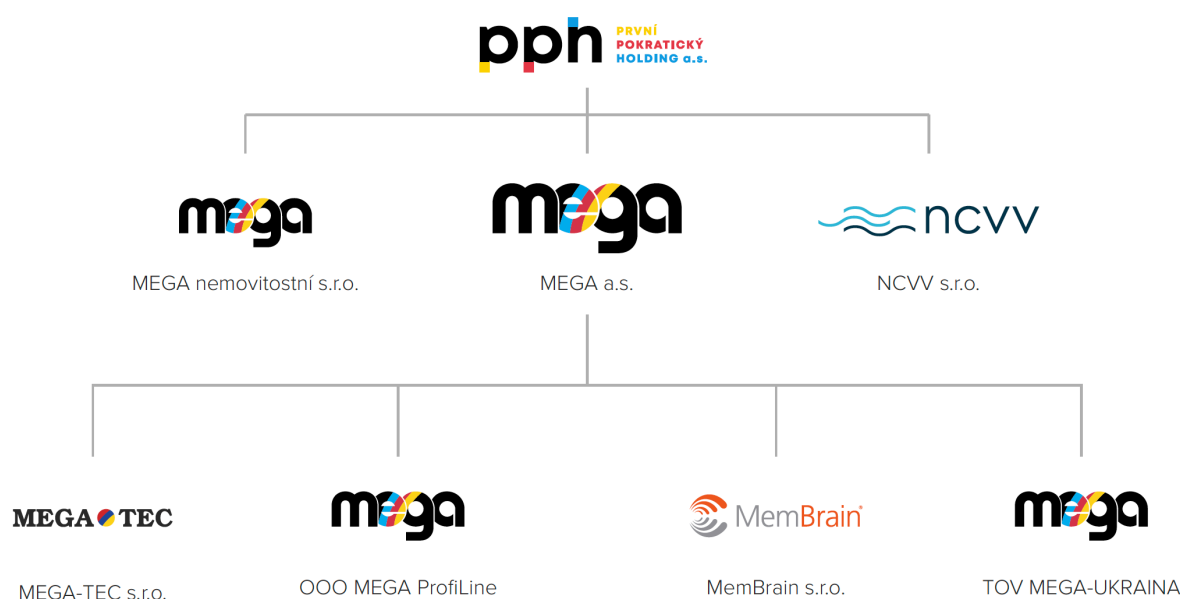 pph
PRVNÍ
POKRATICKÝ
HOLDING a.s.
mega
mega
ncvv
MEGA nemovitostní s.r.o.
MEGA a.s.
NCVV s.r.o.
MEGA TEC
mega
MemBrain®
mega
MEGA-TEC s.r.o.
OOO MEGA ProfiLine
MemBrain s.r.o.
TOV MEGA-UKRAINA